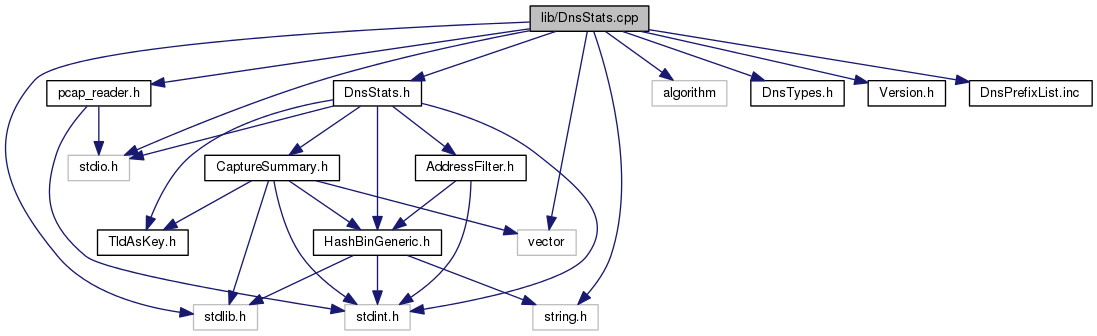 lib/DnsStats.cpp
pcap_reader.h
DnsStats.h
algorithm
DnsTypes.h
Version.h
DnsPrefixList.inc
stdio.h
CaptureSummary.h
AddressFilter.h
TldAsKey.h
HashBinGeneric.h
vector
stdlib.h
stdint.h
string.h